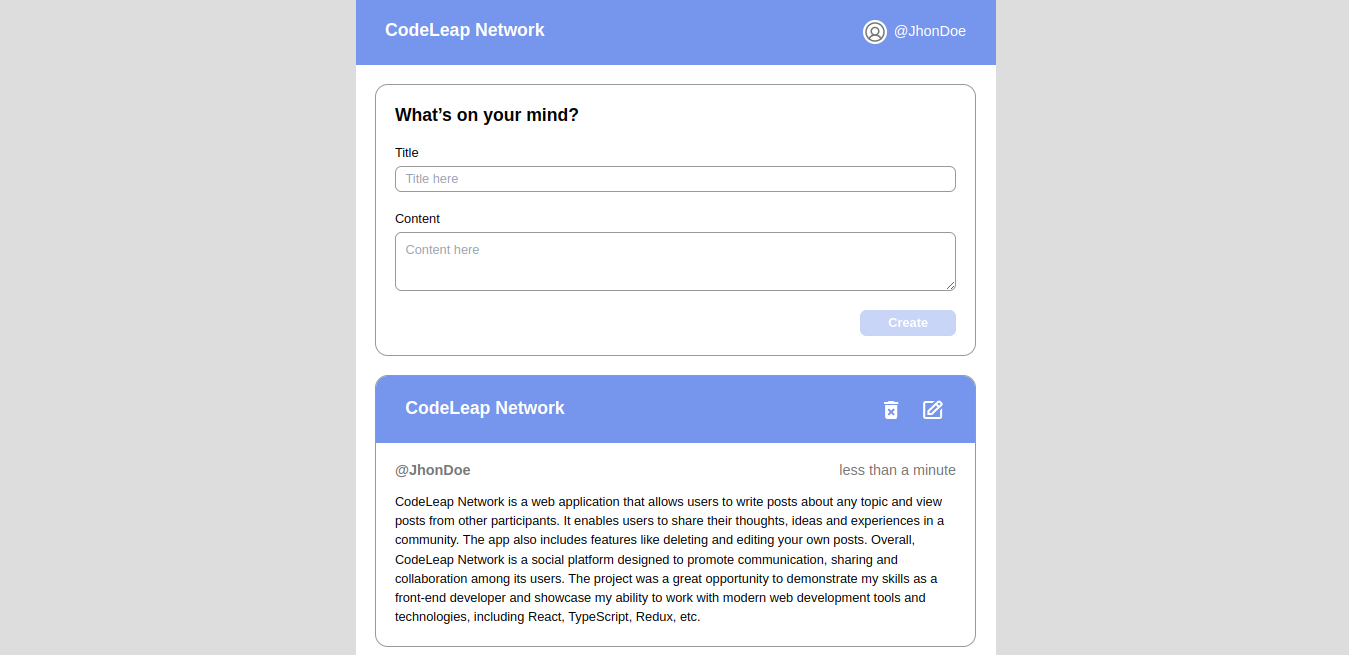 CodeLeap Network
@JhonDoe
What’s on your mind?
Title
Title here
Content
Content here
Create
CodeLeap Network
@JhonDoe
less than a minute
CodeLeap Network is a web application that allows users to write posts about any topic and view
posts from other participants. It enables users to share their thoughts, ideas and experiences in a
community. The app also includes features like deleting and editing your own posts. Overall,
CodeLeap Network is a social platform designed to promote communication, sharing and
collaboration among its users. The project was a great opportunity to demonstrate my skills as a
front-end developer and showcase my ability to work with modern web development tools and
technologies, including React, TypeScript, Redux, etc.